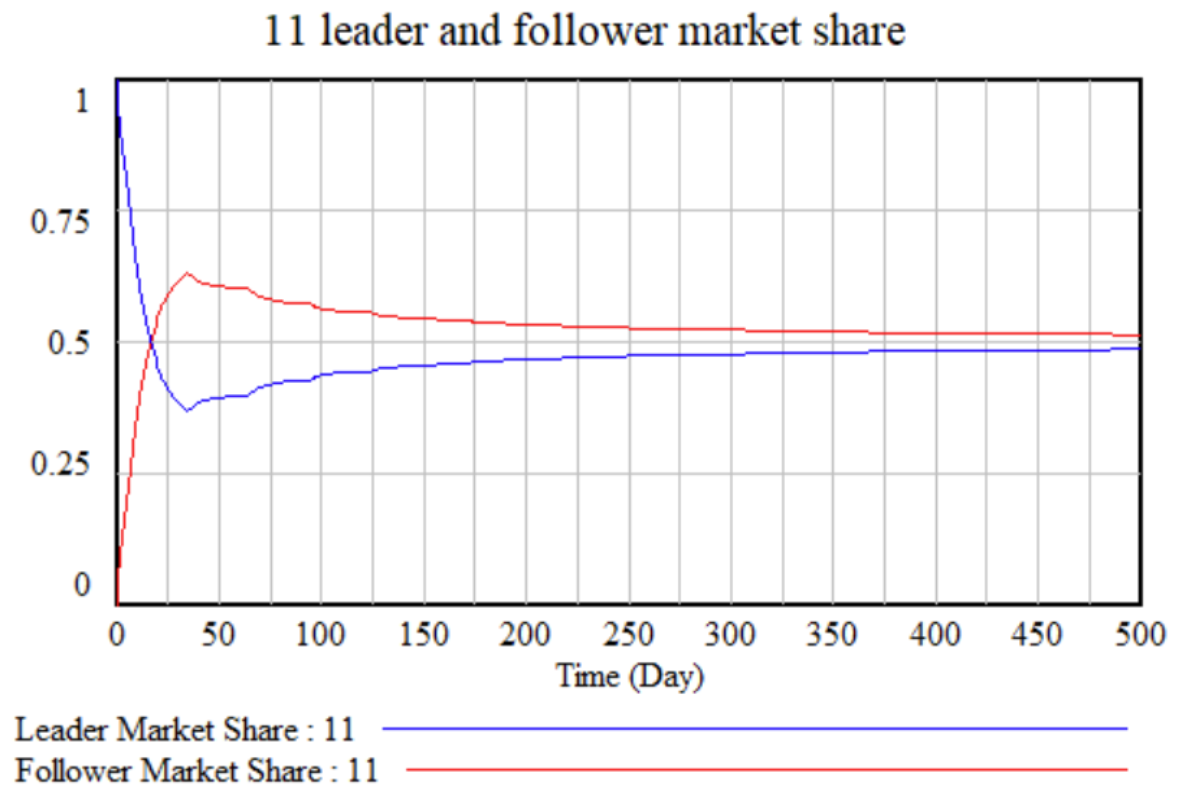 11 leader and follower market share
1
0.75
0.5
0.25
0
0 50 100 150 200 250 300 350 400 450 500
Time (Day)
Leader Market Share : 11
Follower Market Share : 11